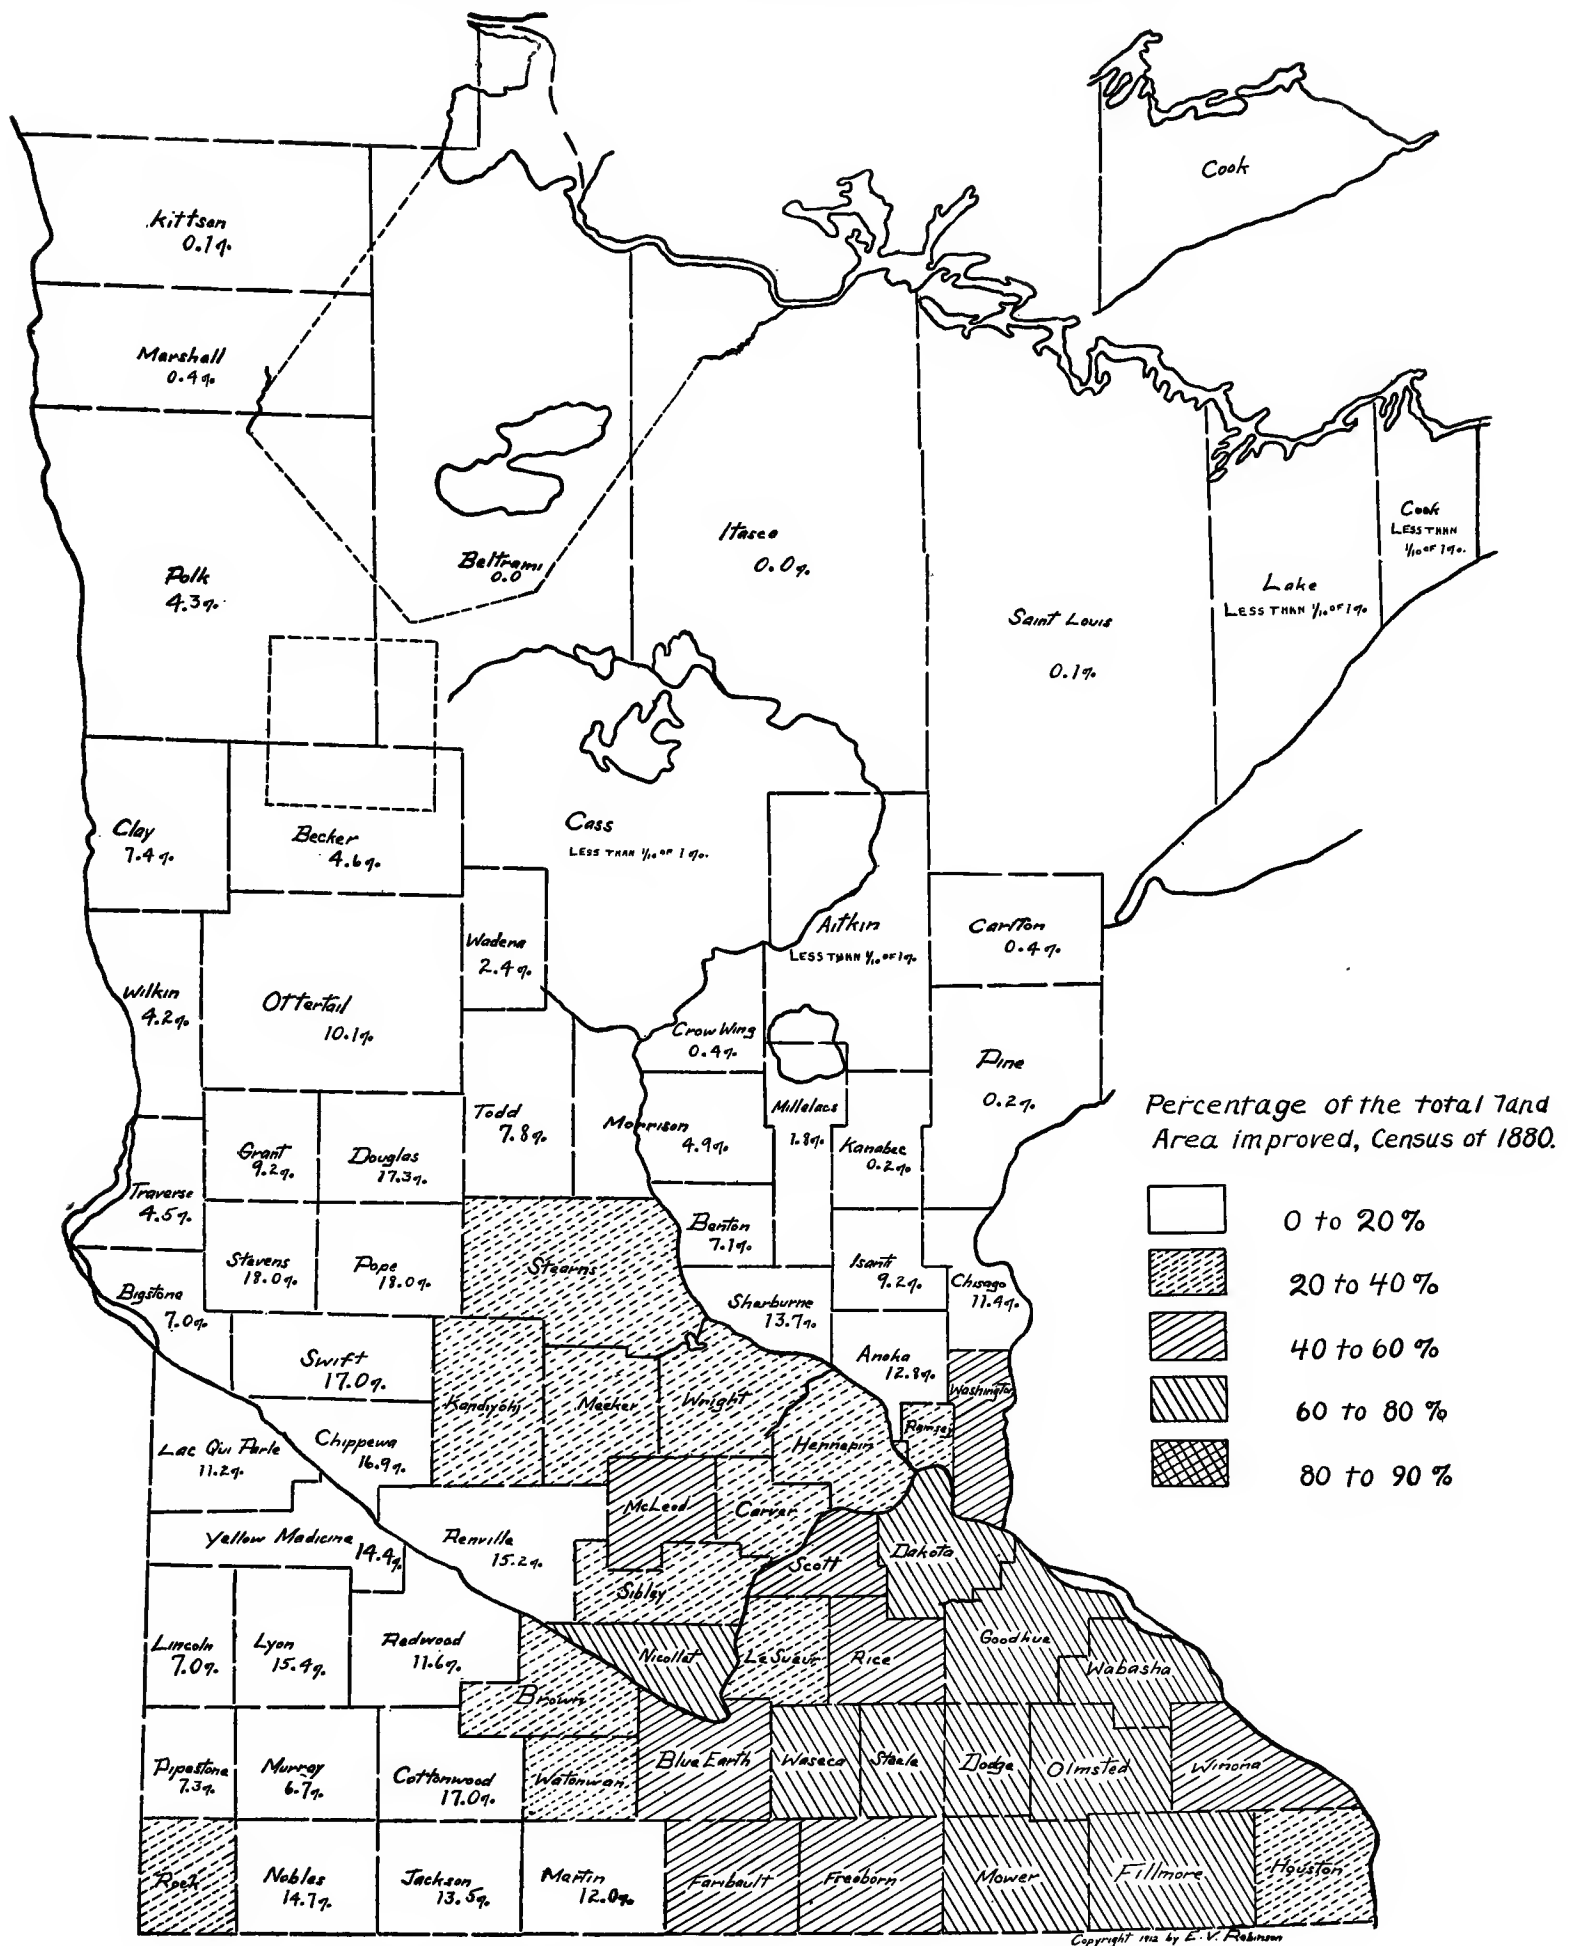 Cook
Kittson
0.1%
Marshall
0.4%
Polk
4.3%
Beltrami
0.0
Itasca
0.0%
Saint Louis
0.1%
Lake
LESS THAN 1/10 OF 1%
Cook
LESS THAN
1/10 OF 1%.
Clay
7.4%
Becker
4.6%
Cass
LESS THAN 1/10 OF 1%.
Wadena
2.4%
Aitkin
LESS THAN 1/10 OF 1%
Carlton
0.4%
Wilkin
4.2%
Ottertail
10.1%
Crow Wing
0.4%
Pine
0.2%
Todd
7.8%
Morrison
4.9%
Millelacs
1.8%
Kanabec
0.2%
Percentage of the total land
Area improved, Census of 1880.
0 to 20%
20 to 40%
40 to 60%
60 to 80%
80 to 90%
Grant
9.2%
Douglas
17.3%
Traverse
4.5%
Stevens
18.0%
Pope
18.0%
Stearns
Benton
7.1%
Isanti
9.2%
Chisago
11.4%
Bigstone
7.0%
Sherburne
13.7%
Swift
17.0%
Anoka
12.8%
Kandiyohi
Meeker
Wright
Washington
Lac Qui Parle
11.2%
Chippewa
16.9%
Hennepin
Ramsey
McLeod
Carver
Yellow Medicine
14.4%
Renville
15.2%
Scott
Dakota
Sibley
Lincoln
7.0%
Lyon
15.4%
Redwood
11.6%
Nicollet
Le Sueur
Rice
Goodhue
Wabasha
Brown
Pipestone
7.3%
Murray
6.7%
Cottonwood
17.0%
Watonwan
Blue Earth
Waseca
Steele
Dodge
Olmsted
Winona
Rock
Nobles
14.7%
Jackson
13.5%
Martin
12.0%
Faribault
Freeborn
Mower
Fillmore
Houston
Copyright 1912 by E. V. Robinson